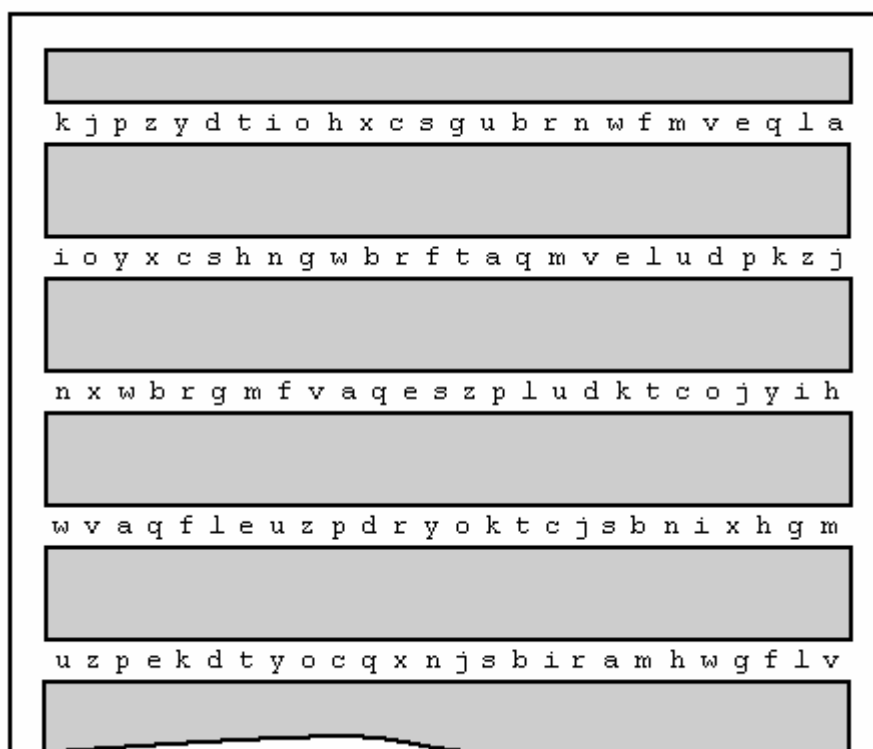 k j p z y d t i o h x c s g u b r n w f m v e q l a
i o y x c s h n g w b r f t a q m v e l u d p k z j
n x w b r g m f v a q e s z p l u d k t c o j y i h
w v a q f l e u z p d r y o k t c j s b n i x h g m
u z p e k d t y o c q x n j s b i r a m h w g f l v